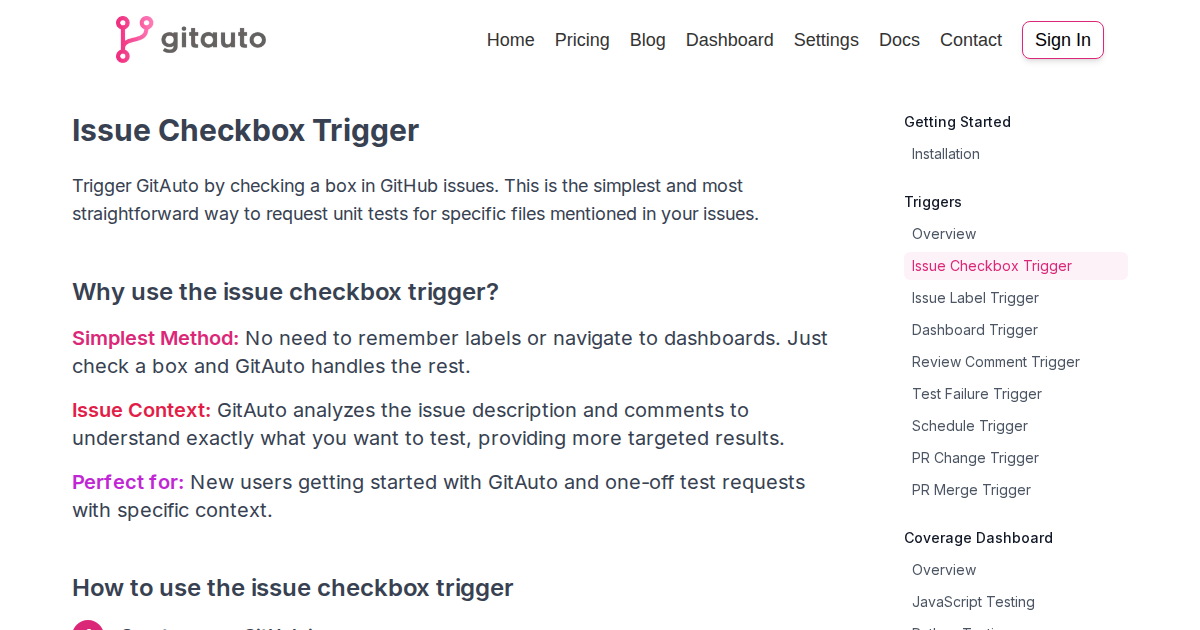 gitauto
Home Pricing Blog Dashboard Settings Docs Contact Sign In
Issue Checkbox Trigger
Trigger GitAuto by checking a box in GitHub issues. This is the simplest and most
straightforward way to request unit tests for specific files mentioned in your issues.
Why use the issue checkbox trigger?
Simplest Method: No need to remember labels or navigate to dashboards. Just
check a box and GitAuto handles the rest.
Issue Context: GitAuto analyzes the issue description and comments to
understand exactly what you want to test, providing more targeted results.
Perfect for: New users getting started with GitAuto and one-off test requests
with specific context.
How to use the issue checkbox trigger
Getting Started
Installation
Triggers
Overview
Issue Checkbox Trigger
Issue Label Trigger
Dashboard Trigger
Review Comment Trigger
Test Failure Trigger
Schedule Trigger
PR Change Trigger
PR Merge Trigger
Coverage Dashboard
Overview
JavaScript Testing